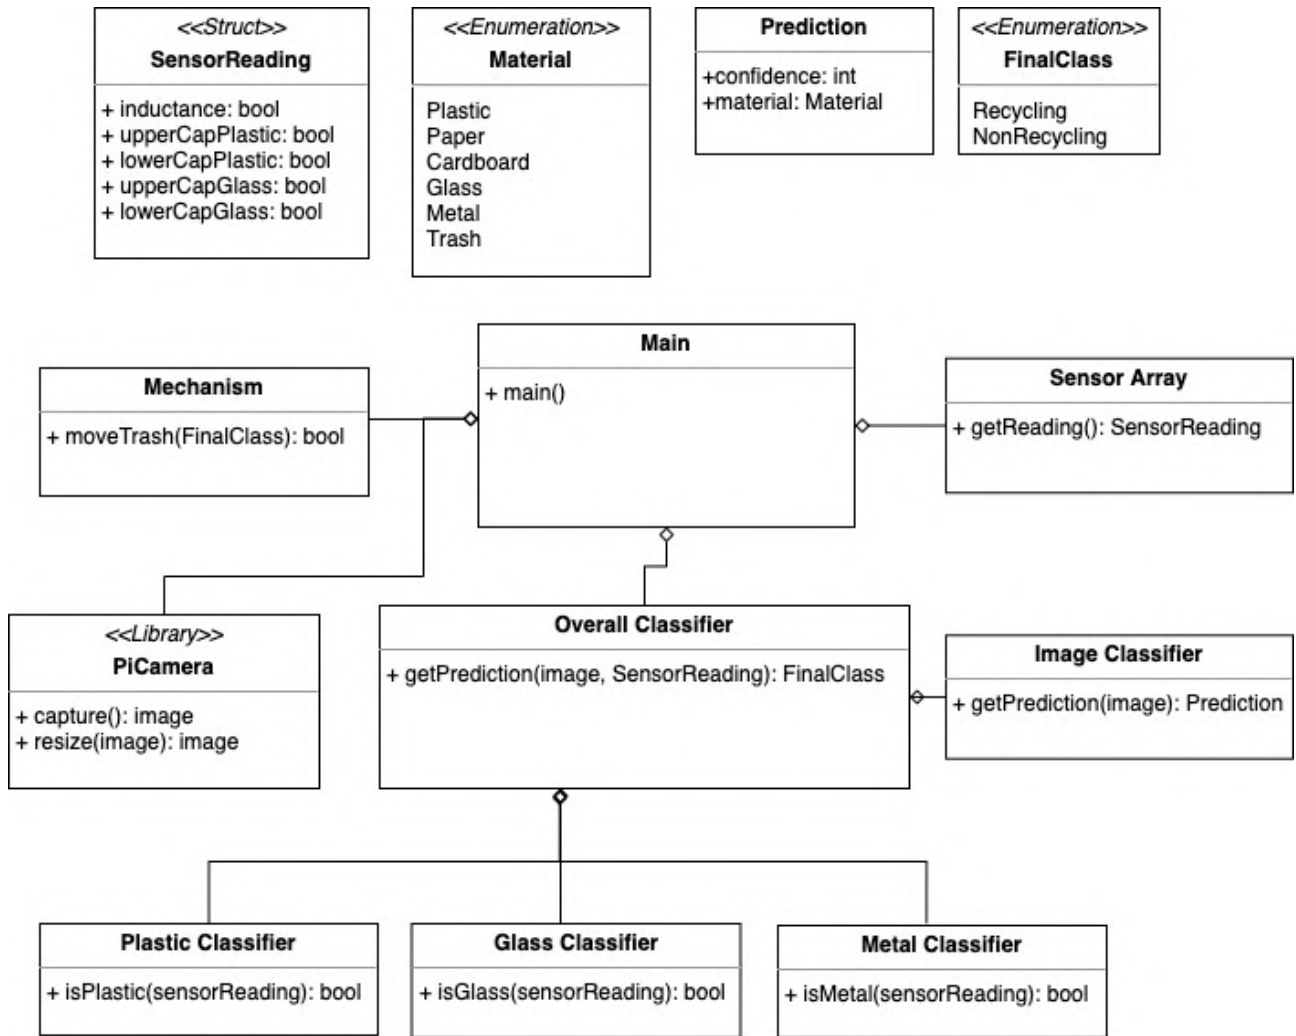 <<Struct>>
SensorReading
+ inductance: bool
+ upperCapPlastic: bool
+ lowerCapPlastic: bool
+ upperCapGlass: bool
+ lowerCapGlass: bool
<<Enumeration>>
Material
Plastic
Paper
Cardboard
Glass
Metal
Trash
Prediction
+confidence: int
+material: Material
<<Enumeration>>
FinalClass
Recycling
NonRecycling
Mechanism
+ moveTrash(FinalClass): bool
Main
+ main()
Sensor Array
+ getReading(): SensorReading
<<Library>>
PiCamera
+ capture(): image
+ resize(image): image
Overall Classifier
+ getPrediction(image, SensorReading): FinalClass
Image Classifier
+ getPrediction(image): Prediction
Plastic Classifier
+ isPlastic(sensorReading): bool
Glass Classifier
+ isGlass(sensorReading): bool
Metal Classifier
+ isMetal(sensorReading): bool